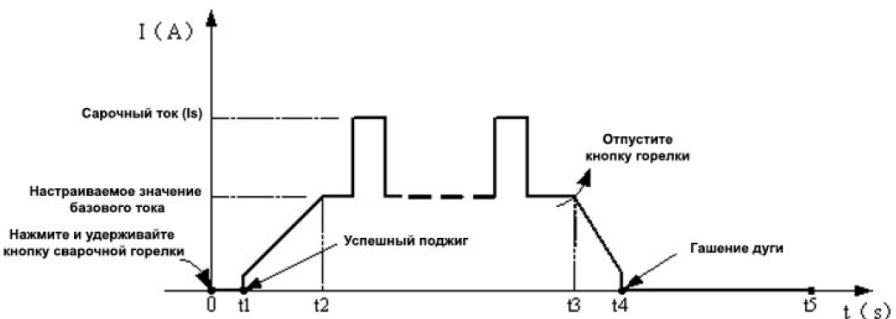 I (A)
Сарочный ток (Is)
Отпустите
кнопку горелки
Настраиваемое значение
базового тока
Нажмите и удерживайте
кнопку сварочной горелки
Успешный поджиг
Гашение дуги
0 t1 t2 t3 t4 t5
t (s)